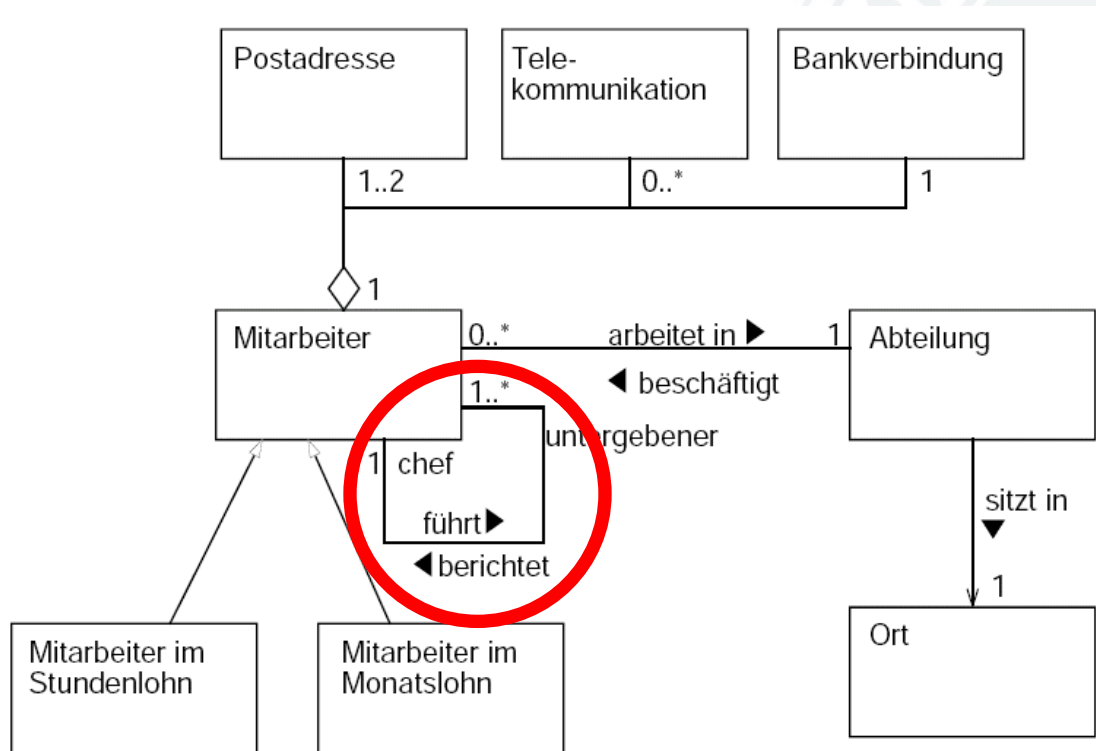 Postadresse
Tele-
kommunikation
Bankverbindung
1..2
0..*
1
1
Mitarbeiter
0..*
arbeitet in ▶
1
Abteilung
◀ beschäftigt
1..*
untergebener
1
chef
führt▶
◀berichtet
sitzt in
▼
1
Mitarbeiter im
Stundenlohn
Mitarbeiter im
Monatslohn
Ort